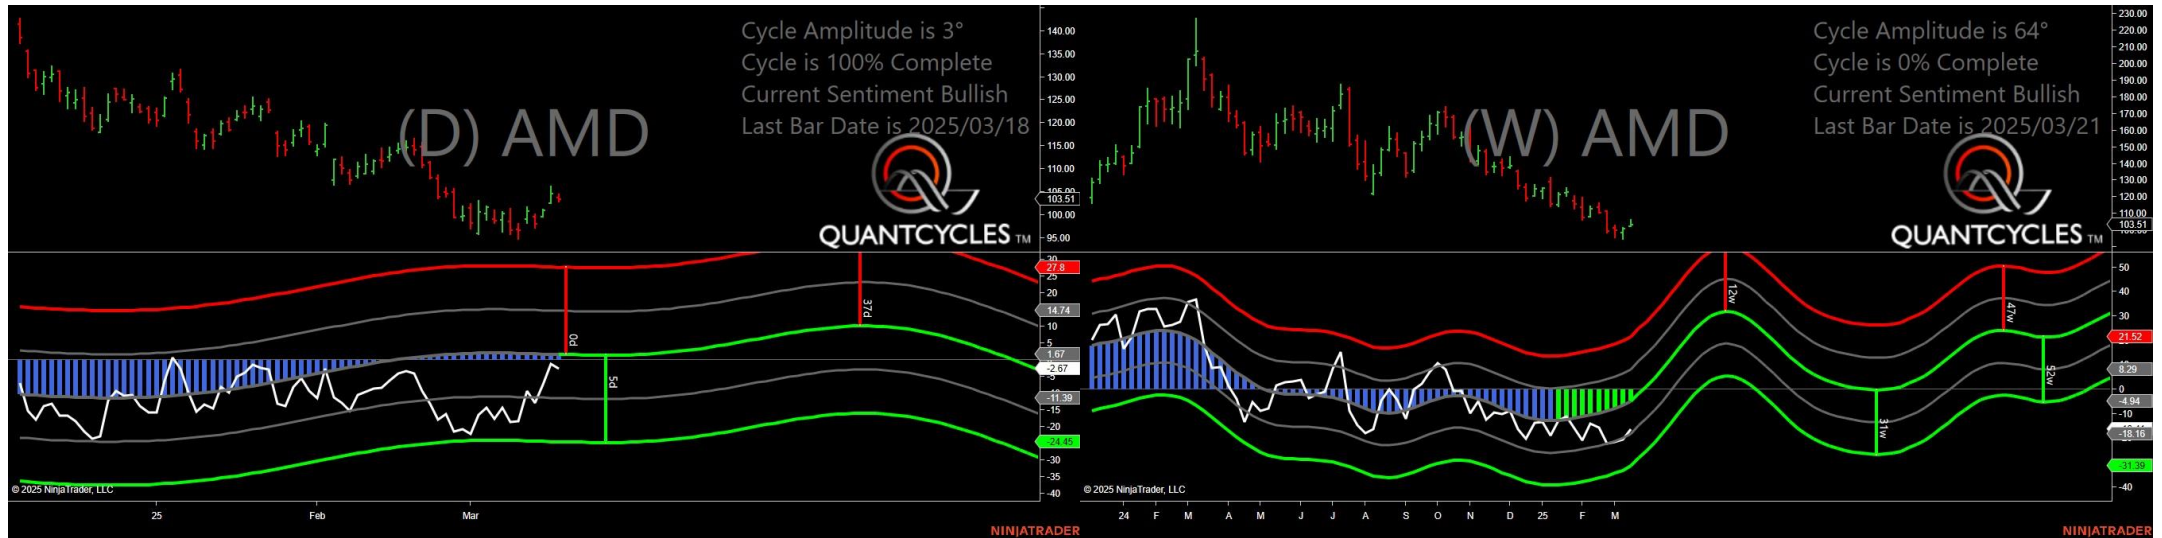 Cycle Amplitude is 3°
Cycle is 100% Complete
Current Sentiment Bullish
Last Bar Date is 2025/03/18
(D) AMD
QUANTCYCLES TM
140.00
135.00
130.00
125.00
120.00
115.00
110.00
105.00
103.51
100.00
95.00
30
27.8
25
20
14.74
10
5
1.67
-2.67
-5
-11.39
-15
-20
-24.45
-30
-35
-40
0d
5d
37d
© 2025 NinjaTrader, LLC
25
Feb
Mar
NINJATRADER
Cycle Amplitude is 64°
Cycle is 0% Complete
Current Sentiment Bullish
Last Bar Date is 2025/03/21
(W) AMD
QUANTCYCLES TM
230.00
220.00
210.00
200.00
190.00
180.00
170.00
160.00
150.00
140.00
130.00
120.00
110.00
103.51
50
40
30
21.52
8.29
0
-4.94
-10
-18.16
-31.39
-40
12w
31w
47w
52w
© 2025 NinjaTrader, LLC
24
F
M
A
M
J
J
A
S
O
N
D
25
F
M
NINJATRADER